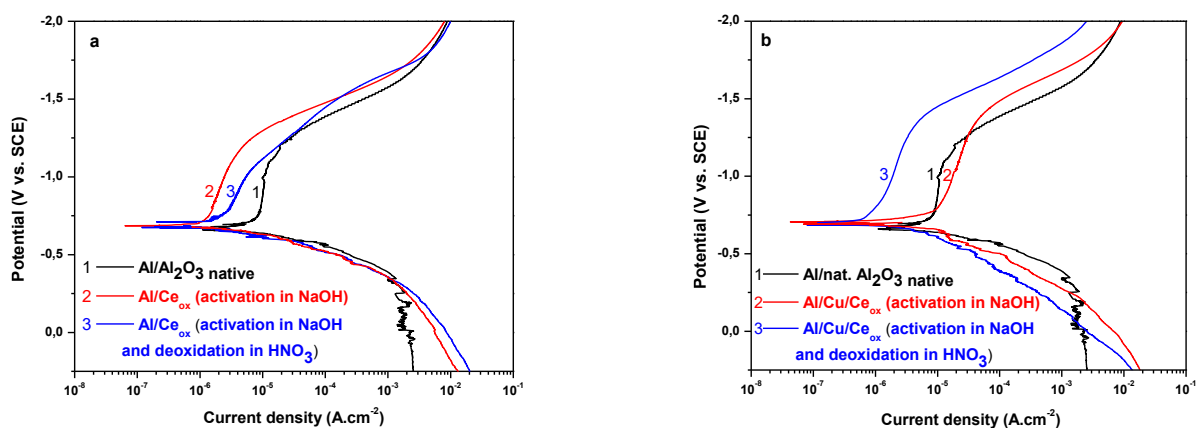 a
-2,0
-1,5
-1,0
-0,5
0,0
Potential (V vs. SCE)
2
3
1
1 Al/Al₂O₃ native
2 Al/Ceₒₓ (activation in NaOH)
3 Al/Ceₒₓ (activation in NaOH
and deoxidation in HNO₃)
10⁻⁸ 10⁻⁷ 10⁻⁶ 10⁻⁵ 10⁻⁴ 10⁻³ 10⁻² 10⁻¹
Current density (A.cm⁻²)
b
-2,0
-1,5
-1,0
-0,5
0,0
Potential (V vs. SCE)
3
1
2
1 Al/nat. Al₂O₃ native
2 Al/Cu/Ceₒₓ (activation in NaOH)
3 Al/Cu/Ceₒₓ (activation in NaOH
and deoxidation in HNO₃)
10⁻⁸ 10⁻⁷ 10⁻⁶ 10⁻⁵ 10⁻⁴ 10⁻³ 10⁻² 10⁻¹
Current density (A.cm⁻²)